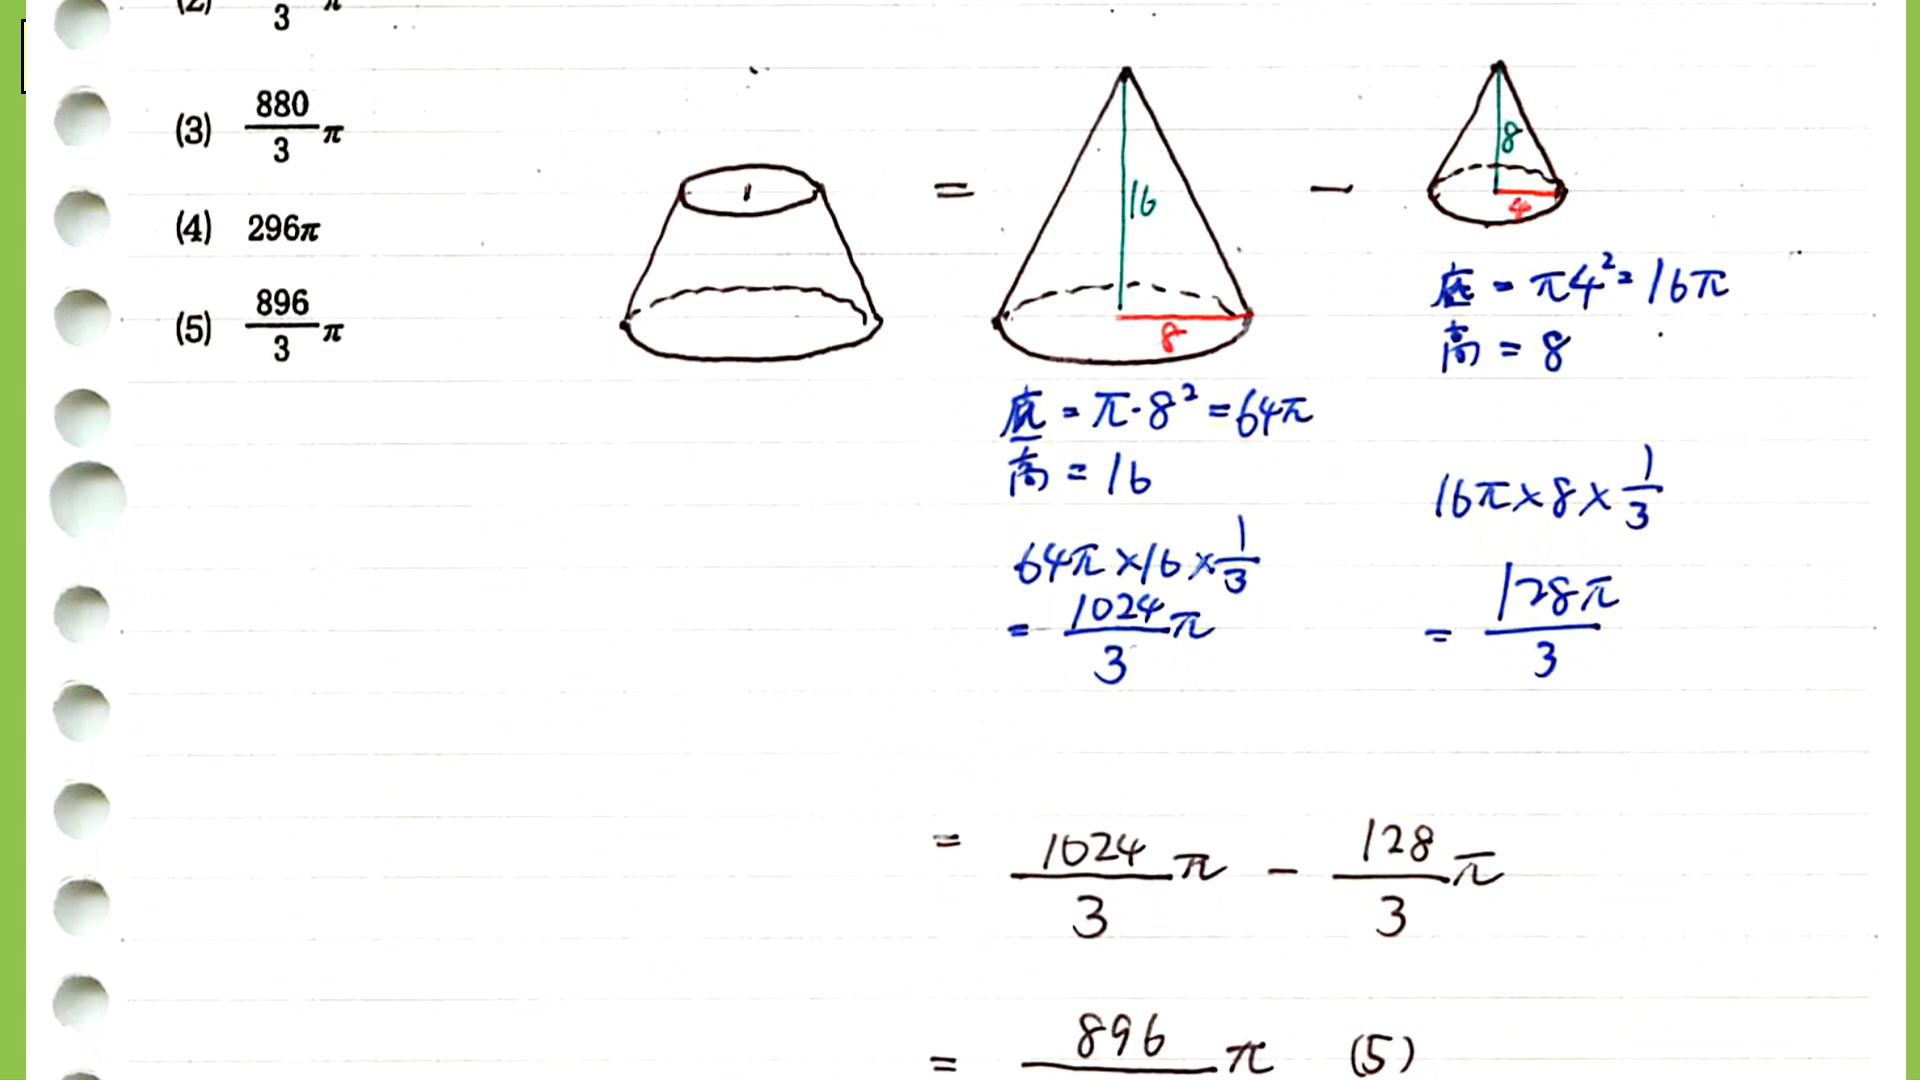 (2) 3 π
(3) 880/3 π
(4) 296π
(5) 896/3 π
=
16
8
−
8
4
底 = π4² = 16π
高 = 8
底 = π·8² = 64π
高 = 16
16π×8×1/3
= 128π/3
64π×16×1/3
= 1024/3 π
= 1024/3 π − 128/3 π
= 896 π (5)